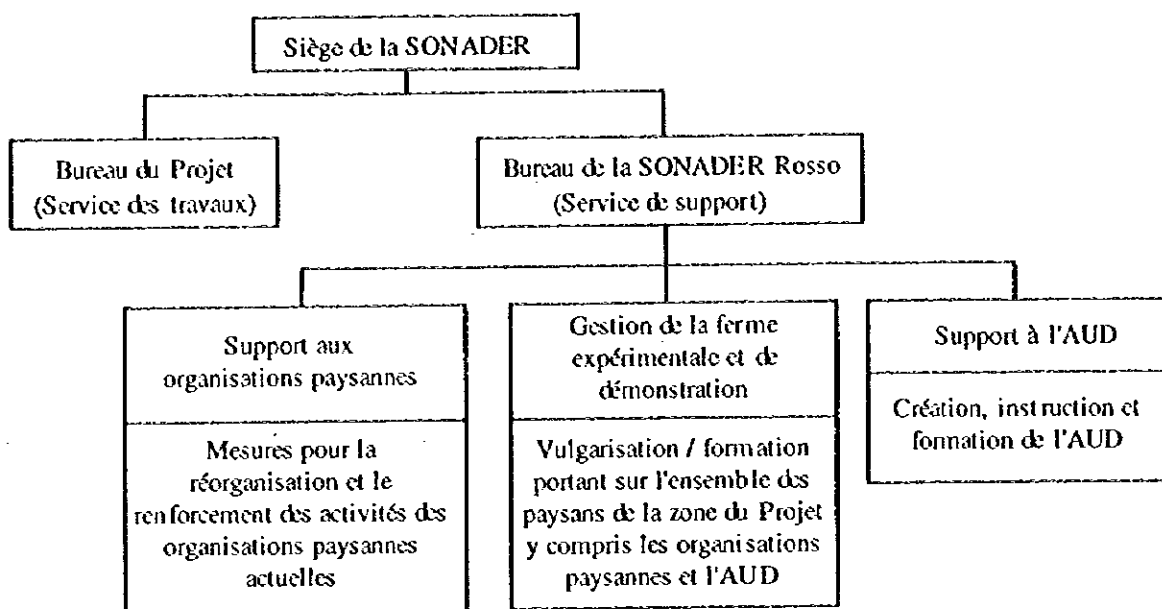 Siège de la SONADER
Bureau du Projet
(Service des travaux)
Bureau de la SONADER Rosso
(Service de support)
Support aux
organisations paysannes
Mesures pour la
réorganisation et le
renforcement des activités des
organisations paysannes
actuelles
Gestion de la ferme
expérimentale et de
démonstration
Vulgarisation / formation
portant sur l'ensemble des
paysans de la zone du Projet
y compris les organisations
paysannes et l'AUD
Support à l'AUD
Création, instruction et
formation de l'AUD